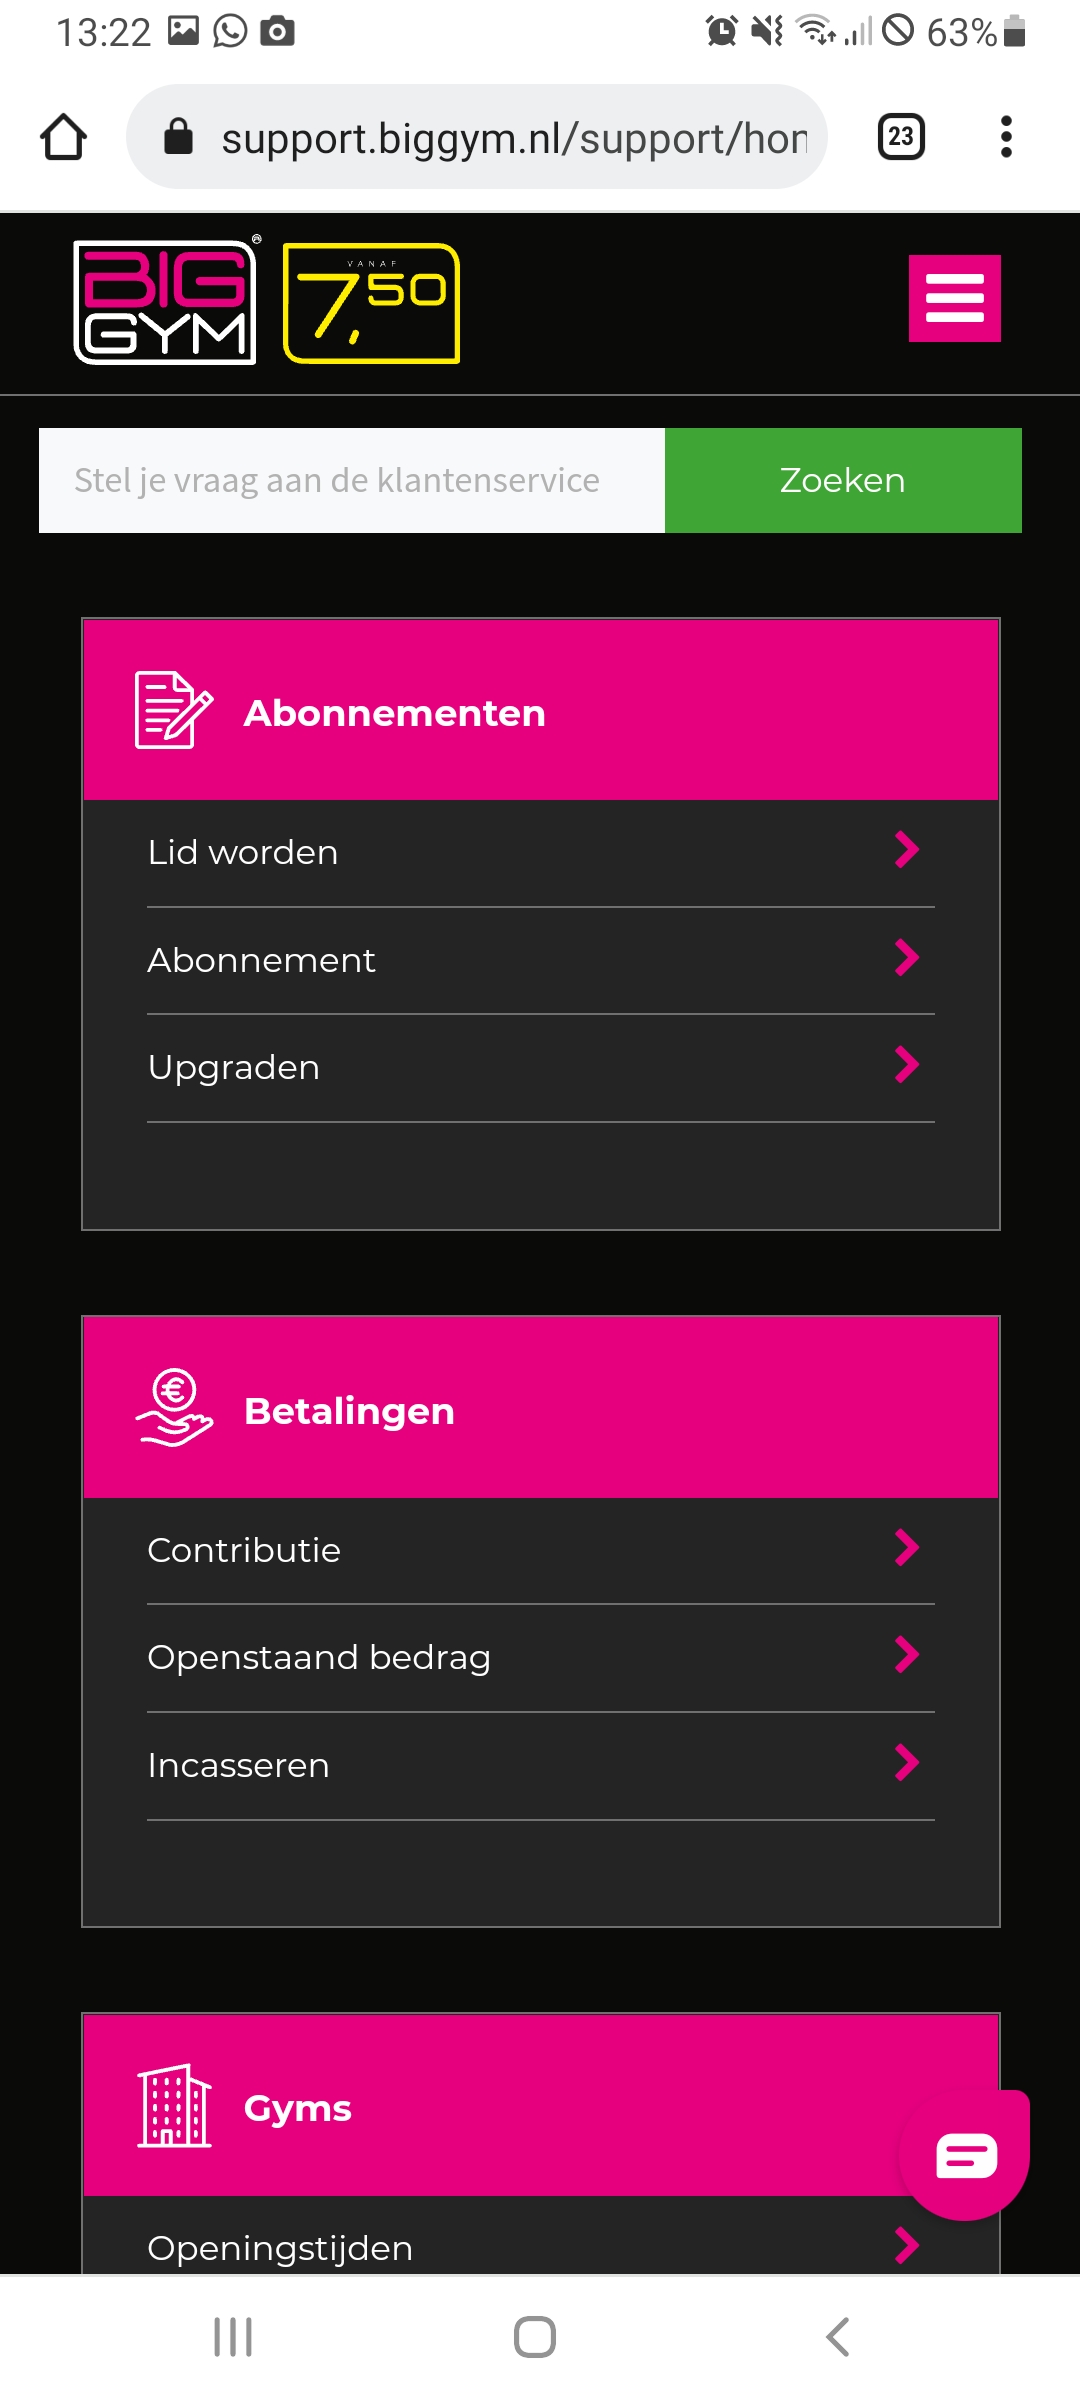 13:22
63%
support.biggym.nl/support/hon
23
BIG
GYM
VANAF
7,50
Stel je vraag aan de klantenservice
Zoeken
Abonnementen
Lid worden
Abonnement
Upgraden
Betalingen
Contributie
Openstaand bedrag
Incasseren
Gyms
Openingstijden